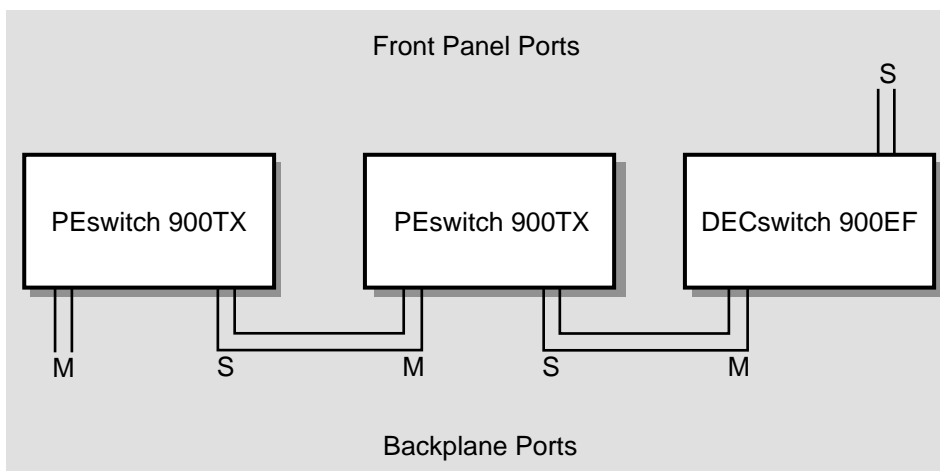 Front Panel Ports
S
PEswitch 900TX
PEswitch 900TX
DECswitch 900EF
M
S
M
S
M
Backplane Ports